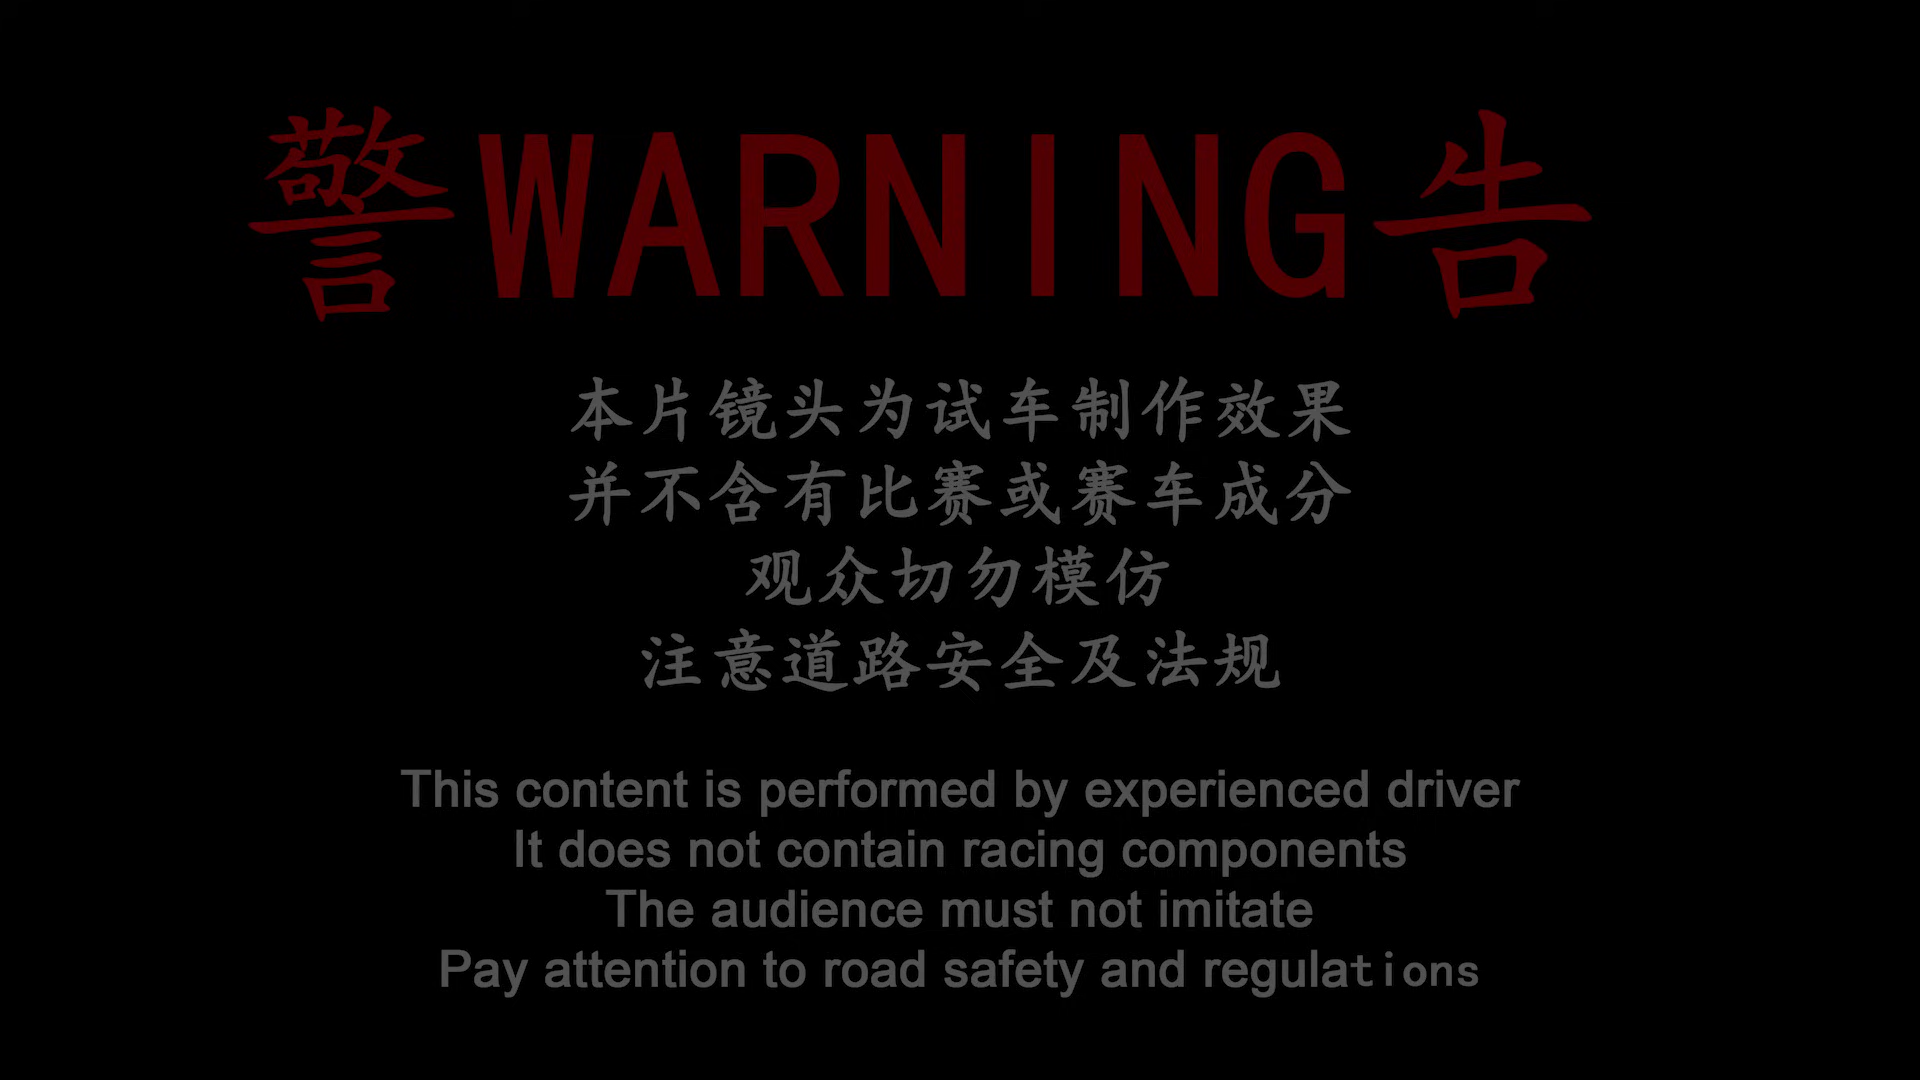 警WARNING告
本片镜头为试车制作效果
并不含有比赛或赛车成分
观众切勿模仿
注意道路安全及法规
This content is performed by experienced driver
It does not contain racing components
The audience must not imitate
Pay attention to road safety and regulations